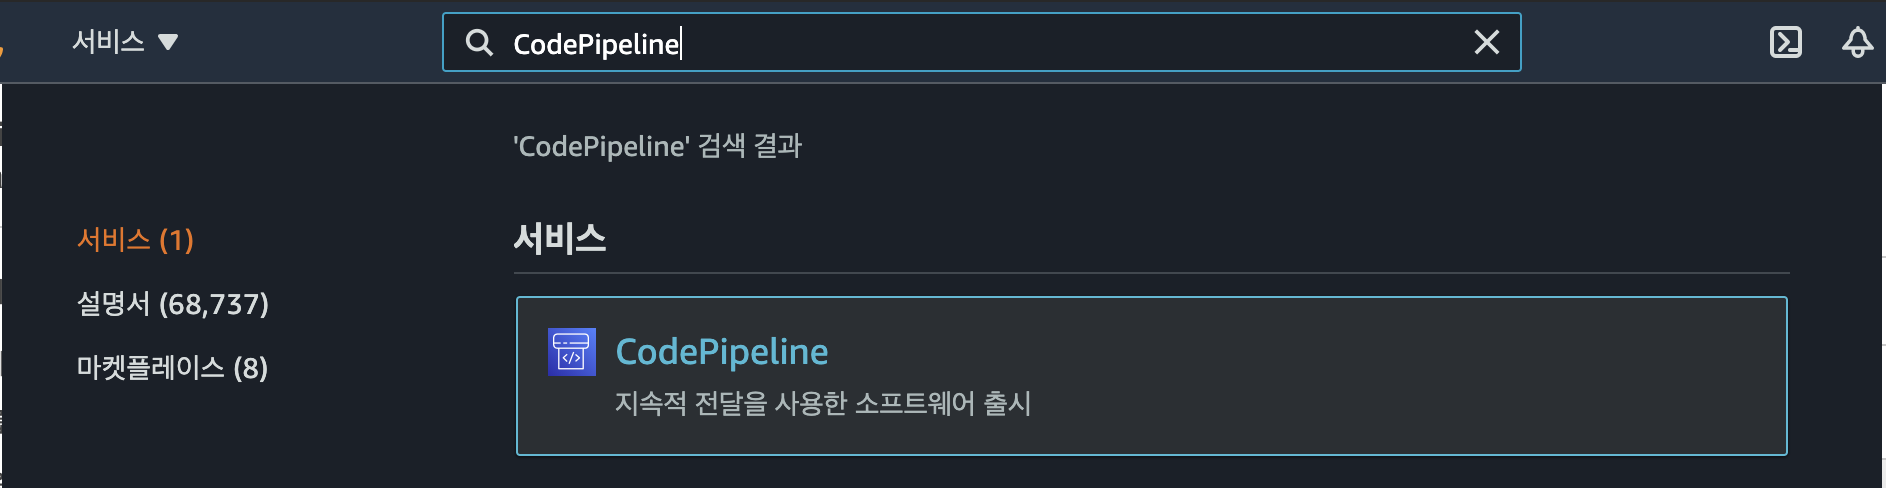 서비스
CodePipeline
'CodePipeline' 검색 결과
서비스 (1)
설명서 (68,737)
마켓플레이스 (8)
서비스
CodePipeline
지속적 전달을 사용한 소프트웨어 출시